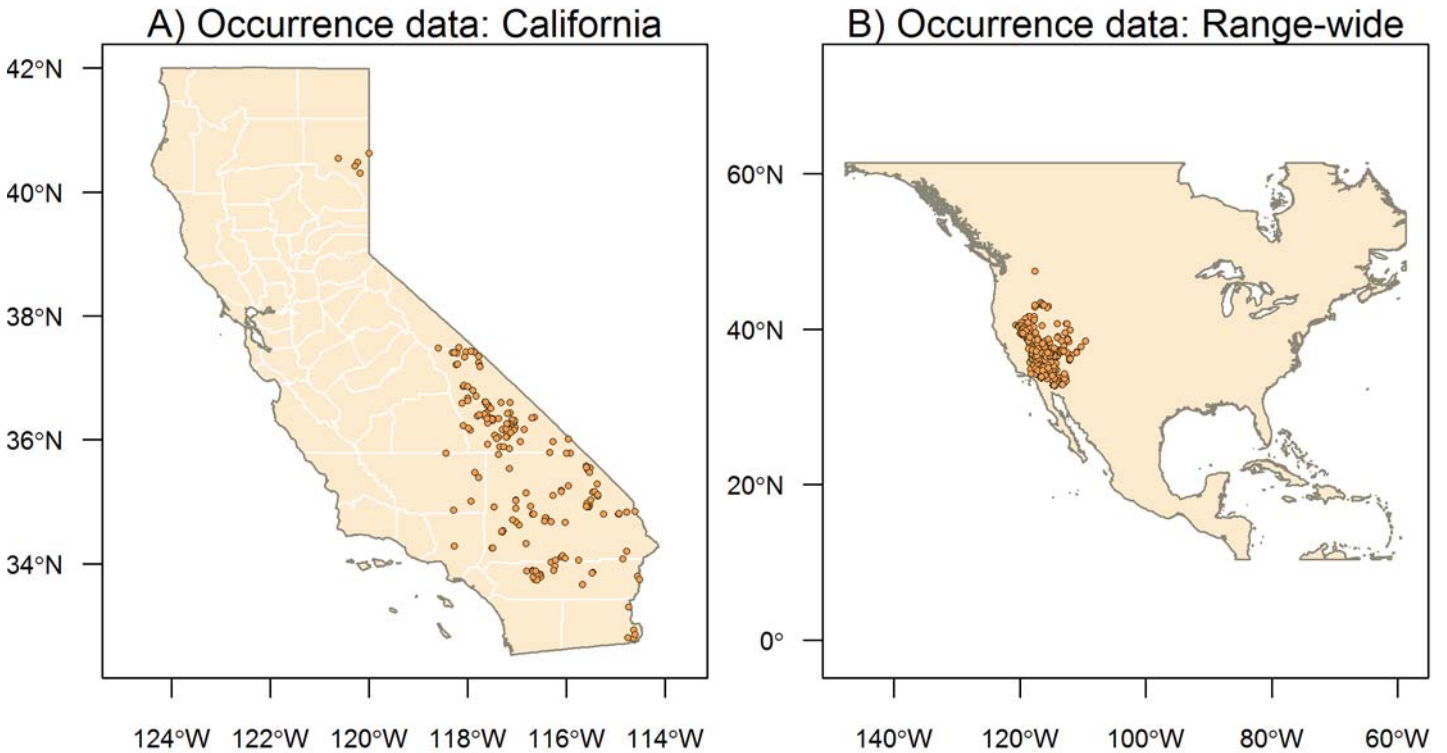 A) Occurrence data: California
42°N
40°N
38°N
36°N
34°N
124°W 122°W 120°W 118°W 116°W 114°W
B) Occurrence data: Range-wide
60°N
40°N
20°N
0°
140°W 120°W 100°W 80°W 60°W